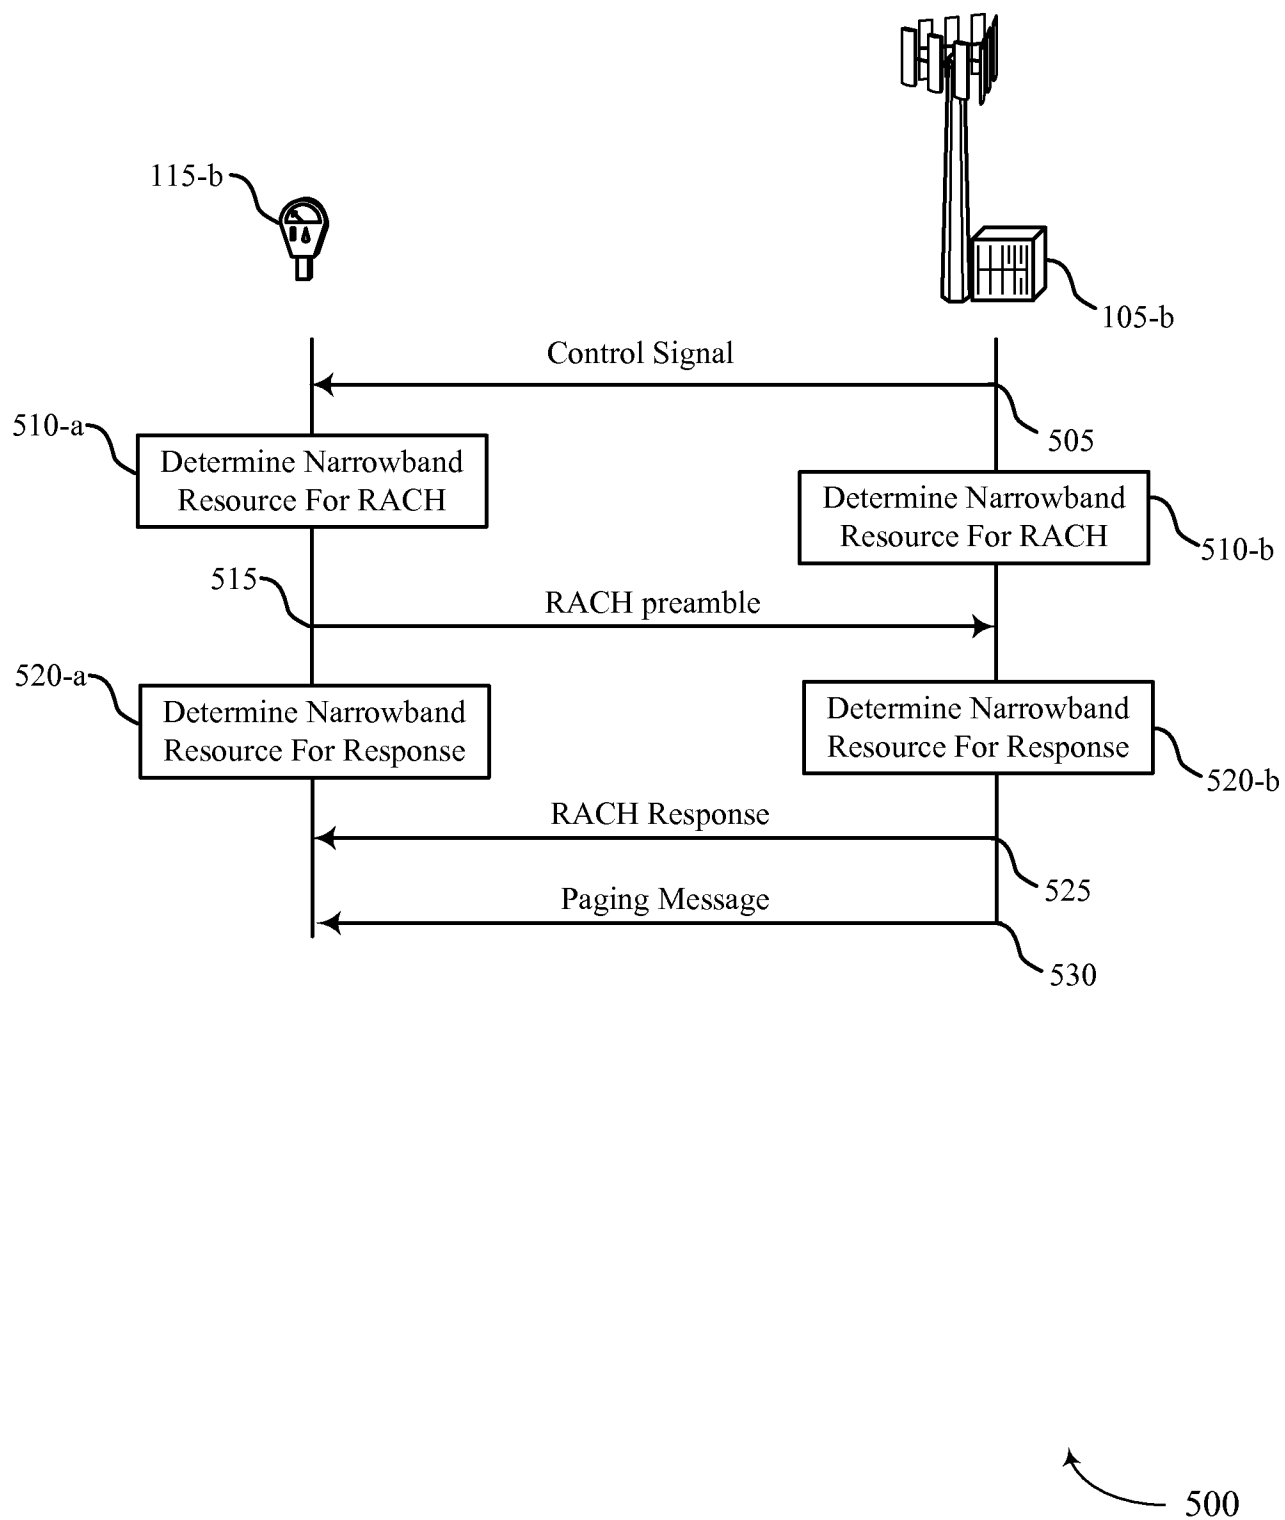 115-b
105-b
Control Signal
505
510-a
Determine Narrowband
Resource For RACH
Determine Narrowband
Resource For RACH
510-b
515
RACH preamble
520-a
Determine Narrowband
Resource For Response
Determine Narrowband
Resource For Response
520-b
RACH Response
525
Paging Message
530
500